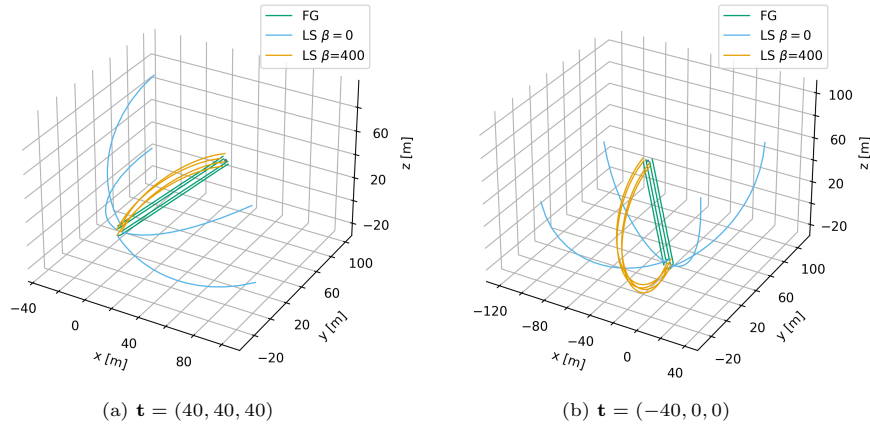 FG
LS β = 0
LS β=400
60
20
−20
z [m]
100
60
20
−20
y [m]
−40
0
40
80
x [m]
(a) t = (40, 40, 40)
FG
LS β = 0
LS β=400
100
60
20
−20
z [m]
100
60
20
−20
y [m]
−120
−80
−40
0
40
x [m]
(b) t = (−40, 0, 0)